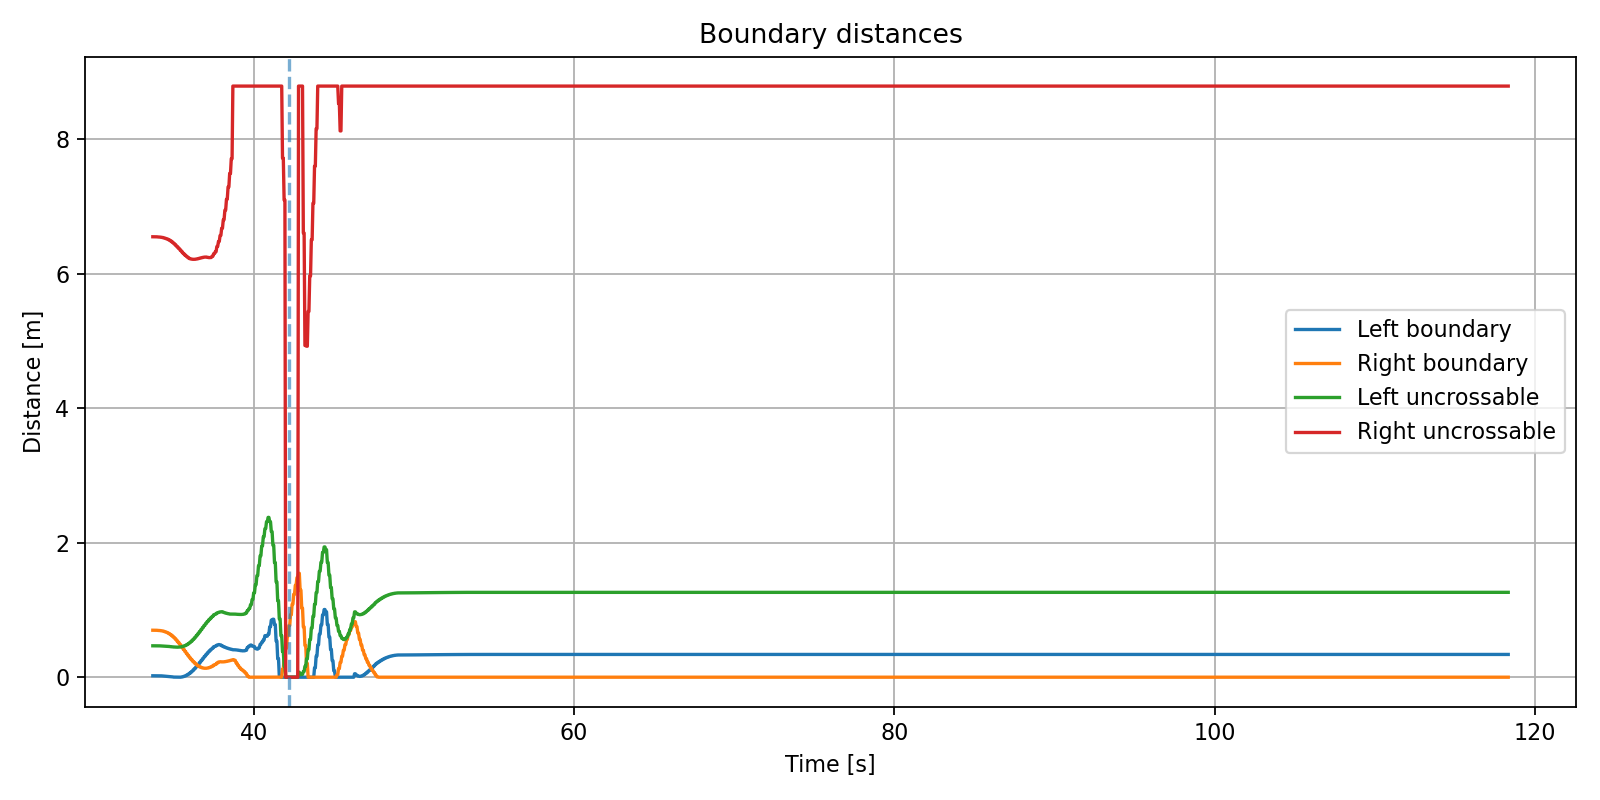 Boundary distances
Distance [m]
8
6
4
2
0
40
60
80
100
120
Time [s]
Left boundary
Right boundary
Left uncrossable
Right uncrossable